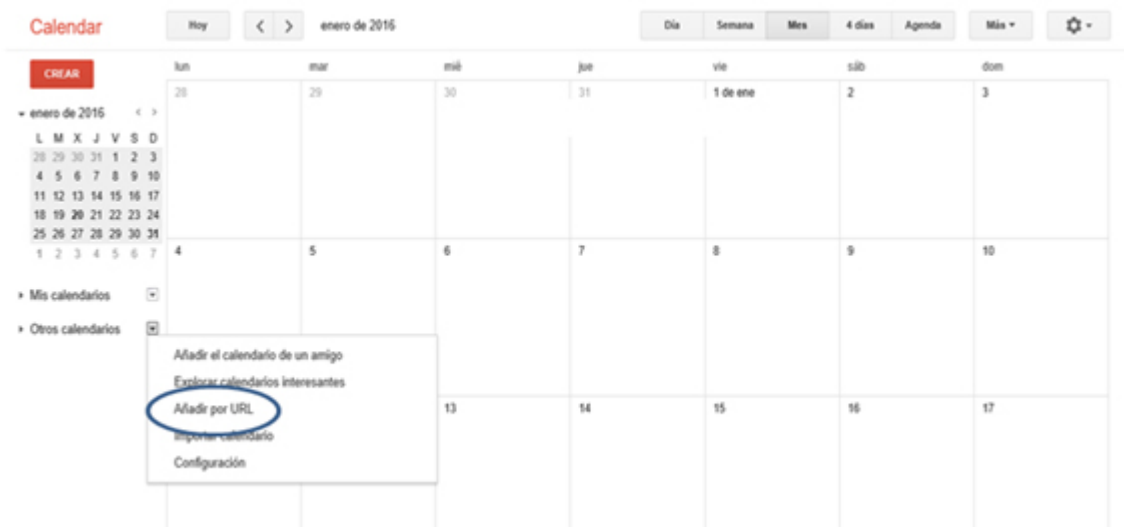 Calendar Hoy < > enero de 2016 Día Semana Mes 4 días Agenda Más
CREAR
lun mar mié jue vie sáb dom
28 29 30 31 1 de ene 2 3
enero de 2016 < >
L M X J V S D
28 29 30 31 1 2 3
4 5 6 7 8 9 10
11 12 13 14 15 16 17
18 19 20 21 22 23 24
25 26 27 28 29 30 31
1 2 3 4 5 6 7
4 5 6 7 8 9 10
Mis calendarios
Otros calendarios
Añadir el calendario de un amigo
Explorar calendarios interesantes
Añadir por URL
Importar calendario
Configuración
13 14 15 16 17